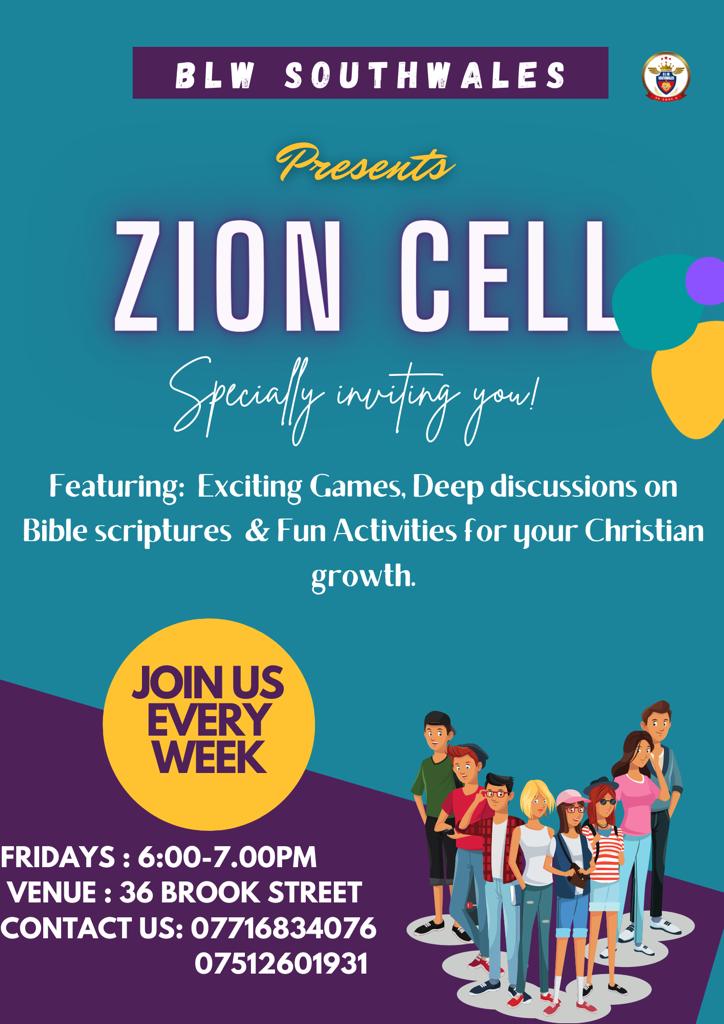 BLW SOUTHWALES
BLW
SOUTHWALES
Presents
ZION CELL
Specially inviting you!
Featuring: Exciting Games, Deep discussions on
Bible scriptures & Fun Activities for your Christian
growth.
JOIN US
EVERY
WEEK
FRIDAYS : 6:00-7.00PM
VENUE : 36 BROOK STREET
CONTACT US: 07716834076
07512601931